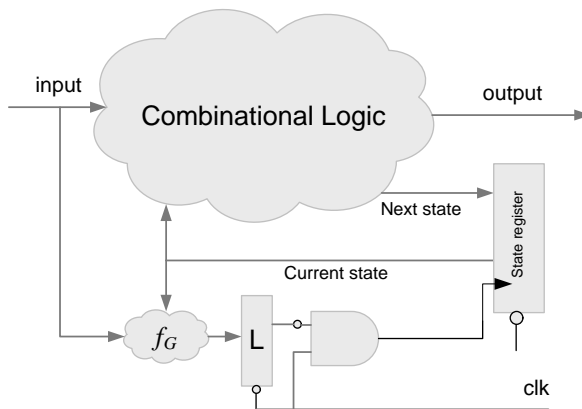 input
Combinational Logic
output
Next state
State register
Current state
f_G
L
clk